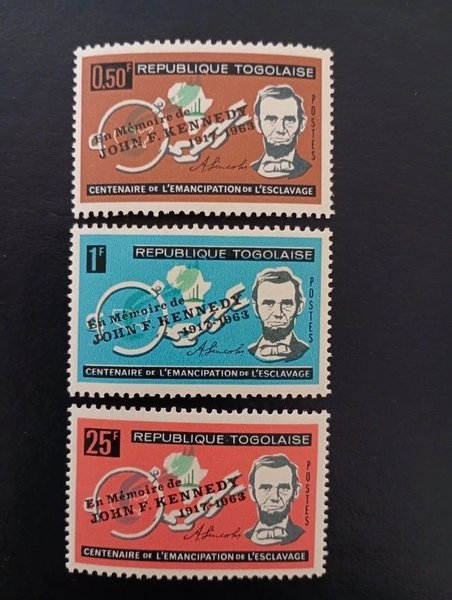 0.50F
REPUBLIQUE TOGOLAISE
En Mémoire de
JOHN F. KENNEDY
1917-1963
POSTES
A. Lincoln
CENTENAIRE DE L'EMANCIPATION DE L'ESCLAVAGE
1F
REPUBLIQUE TOGOLAISE
En Mémoire de
JOHN F. KENNEDY
1917-1963
POSTES
A. Lincoln
CENTENAIRE DE L'EMANCIPATION DE L'ESCLAVAGE
25F
REPUBLIQUE TOGOLAISE
En Mémoire de
JOHN F. KENNEDY
1917-1963
POSTES
A. Lincoln
CENTENAIRE DE L'EMANCIPATION DE L'ESCLAVAGE